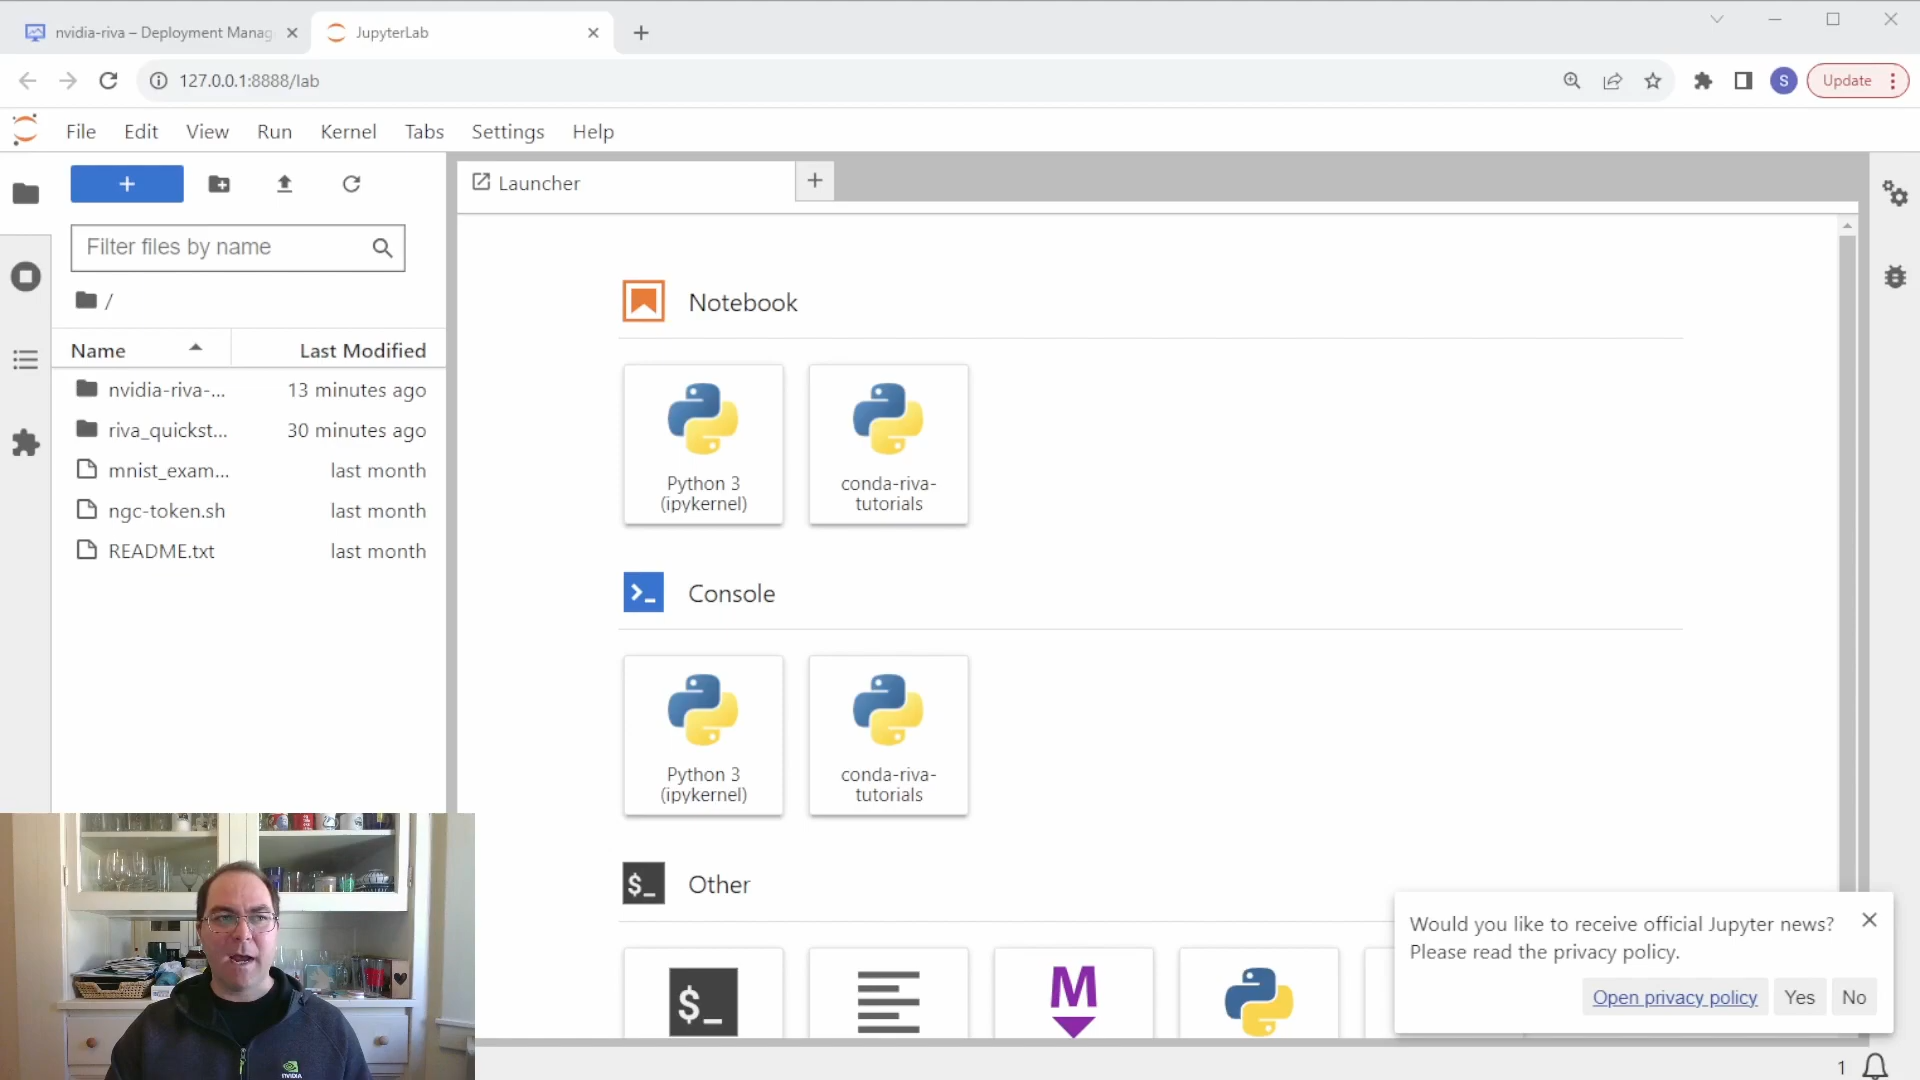 nvidia-riva – Deployment Manag
JupyterLab
127.0.0.1:8888/lab
S
Update
File Edit View Run Kernel Tabs Settings Help
+
Launcher
+
Filter files by name
/
Name Last Modified
nvidia-riva-... 13 minutes ago
riva_quickst... 30 minutes ago
mnist_exam... last month
ngc-token.sh last month
README.txt last month
Notebook
Python 3
(ipykernel)
conda-riva-
tutorials
Console
Python 3
(ipykernel)
conda-riva-
tutorials
$_ Other
$_
M
Would you like to receive official Jupyter news?
Please read the privacy policy.
Open privacy policy Yes No
1
NVIDIA